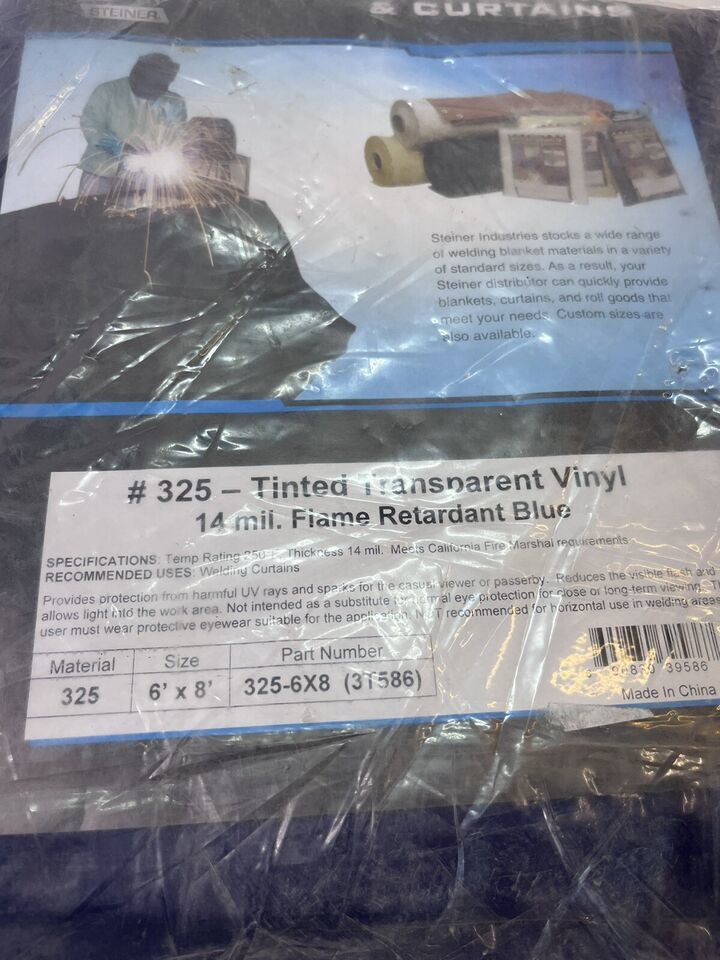 STEINER
& CURTAINS
Steiner Industries stocks a wide range
of welding blanket materials in a variety
of standard sizes. As a result, your
Steiner distributor can quickly provide
blankets, curtains, and roll goods that
meet your needs. Custom sizes are
also available.
# 325 – Tinted Transparent Vinyl
14 mil. Flame Retardant Blue
SPECIFICATIONS: Temp Rating 250 F, Thickness 14 mil. Meets California Fire Marshal requirements
RECOMMENDED USES: Welding Curtains
Provides protection from harmful UV rays and sparks for the casual viewer or passerby. Reduces the visible flash and
allows light into the work area. Not intended as a substitute for normal eye protection for close or long-term viewing.
user must wear protective eyewear suitable for the application. NOT recommended for horizontal use in welding areas
Material Size Part Number
325 6' x 8' 325-6X8 (3T586)
39586
Made In China